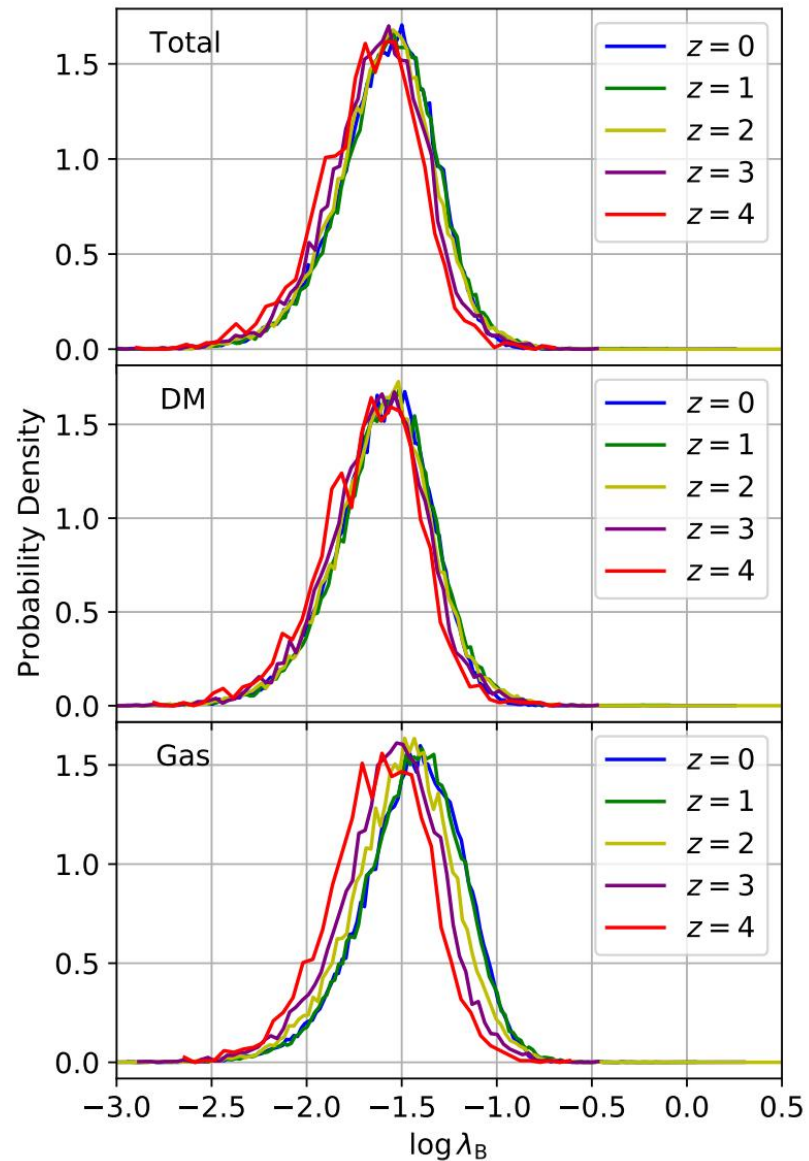 Total
z = 0
z = 1
z = 2
z = 3
z = 4
1.5
1.0
0.5
0.0
DM
z = 0
z = 1
z = 2
z = 3
z = 4
1.5
1.0
0.5
0.0
Probability Density
Gas
z = 0
z = 1
z = 2
z = 3
z = 4
1.5
1.0
0.5
0.0
−3.0 −2.5 −2.0 −1.5 −1.0 −0.5 0.0 0.5
log λ_B